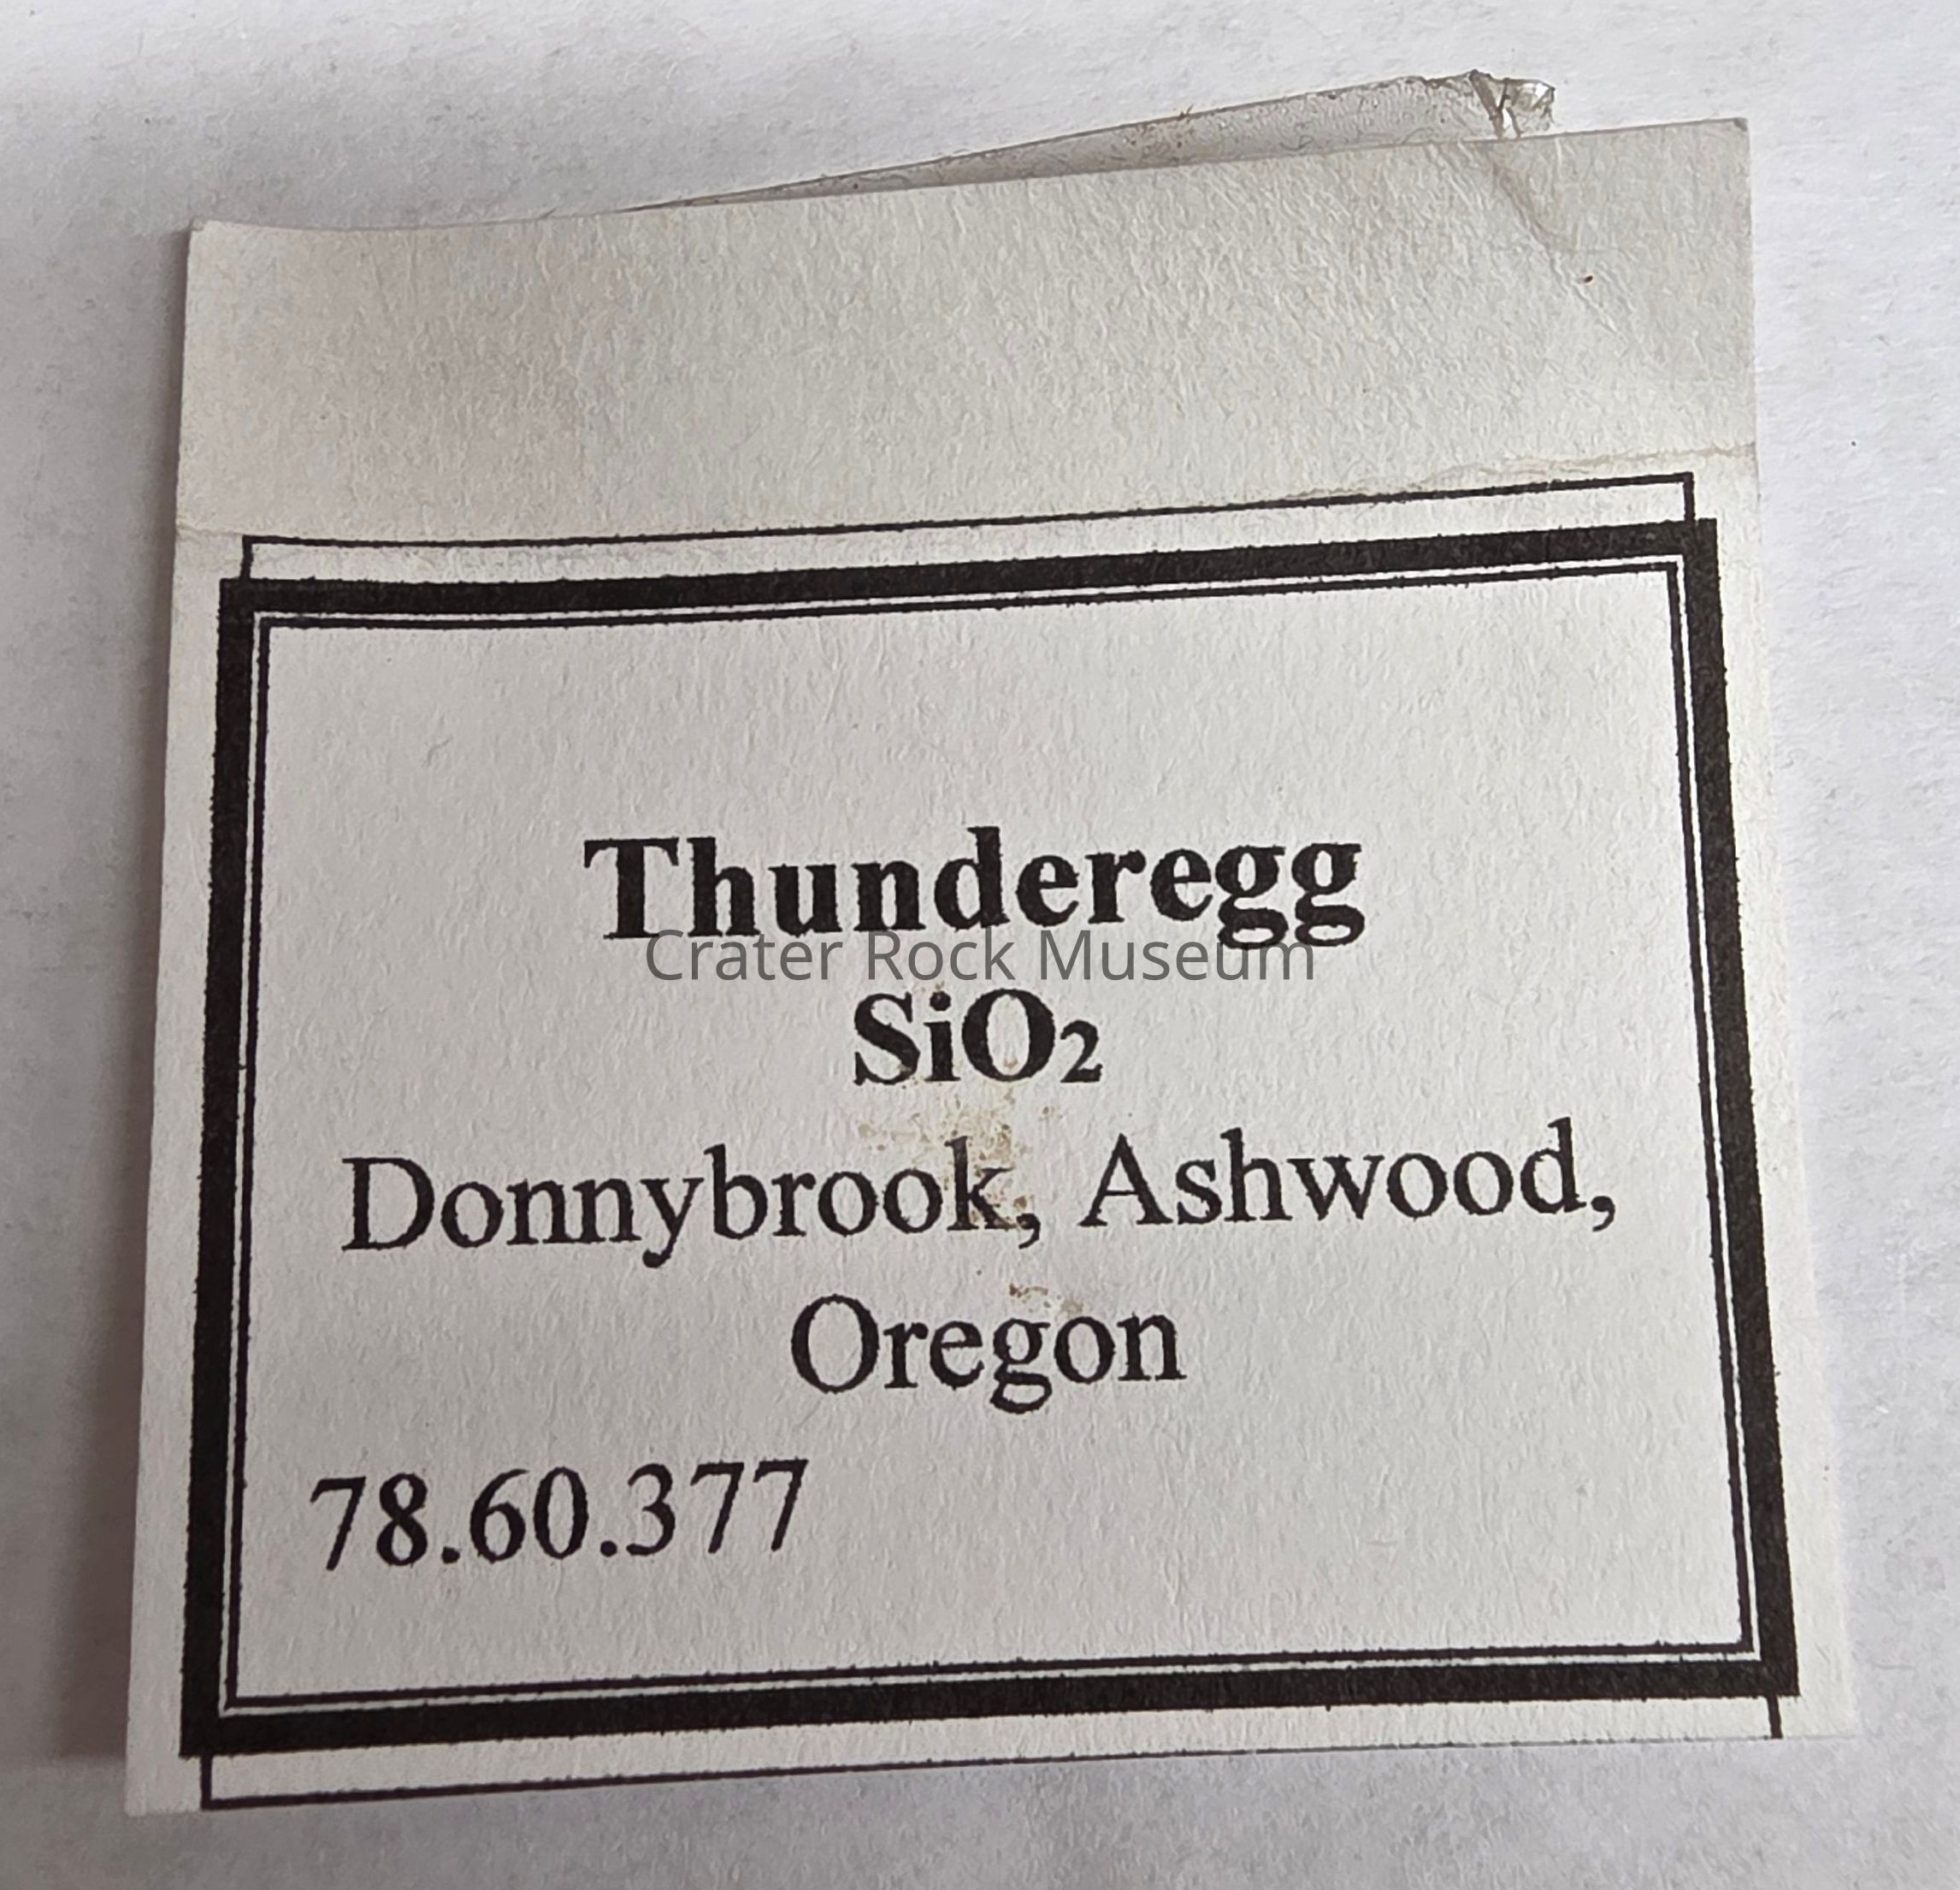 Thunderegg
Crater Rock Museum
SiO2
Donnybrook, Ashwood,
Oregon
78.60.377